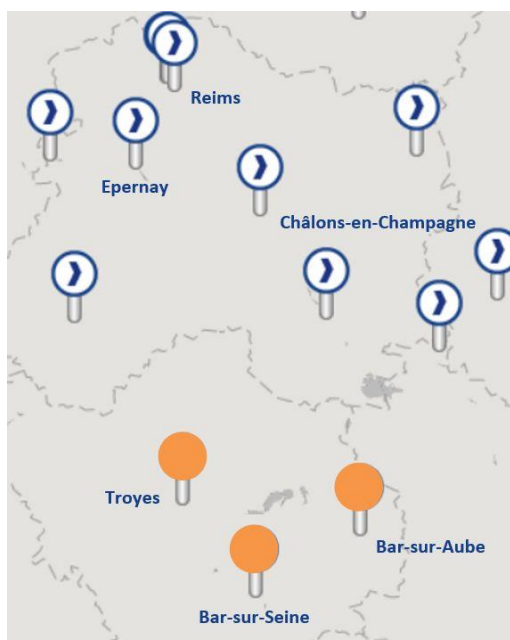 Reims
Epernay
Châlons-en-Champagne
Troyes
Bar-sur-Aube
Bar-sur-Seine